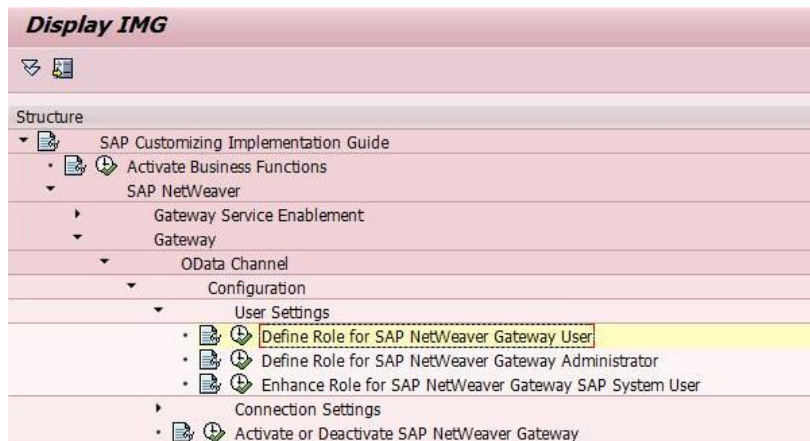 Display IMG
Structure
SAP Customizing Implementation Guide
Activate Business Functions
SAP NetWeaver
Gateway Service Enablement
Gateway
OData Channel
Configuration
User Settings
Define Role for SAP NetWeaver Gateway User
Define Role for SAP NetWeaver Gateway Administrator
Enhance Role for SAP NetWeaver Gateway SAP System User
Connection Settings
Activate or Deactivate SAP NetWeaver Gateway